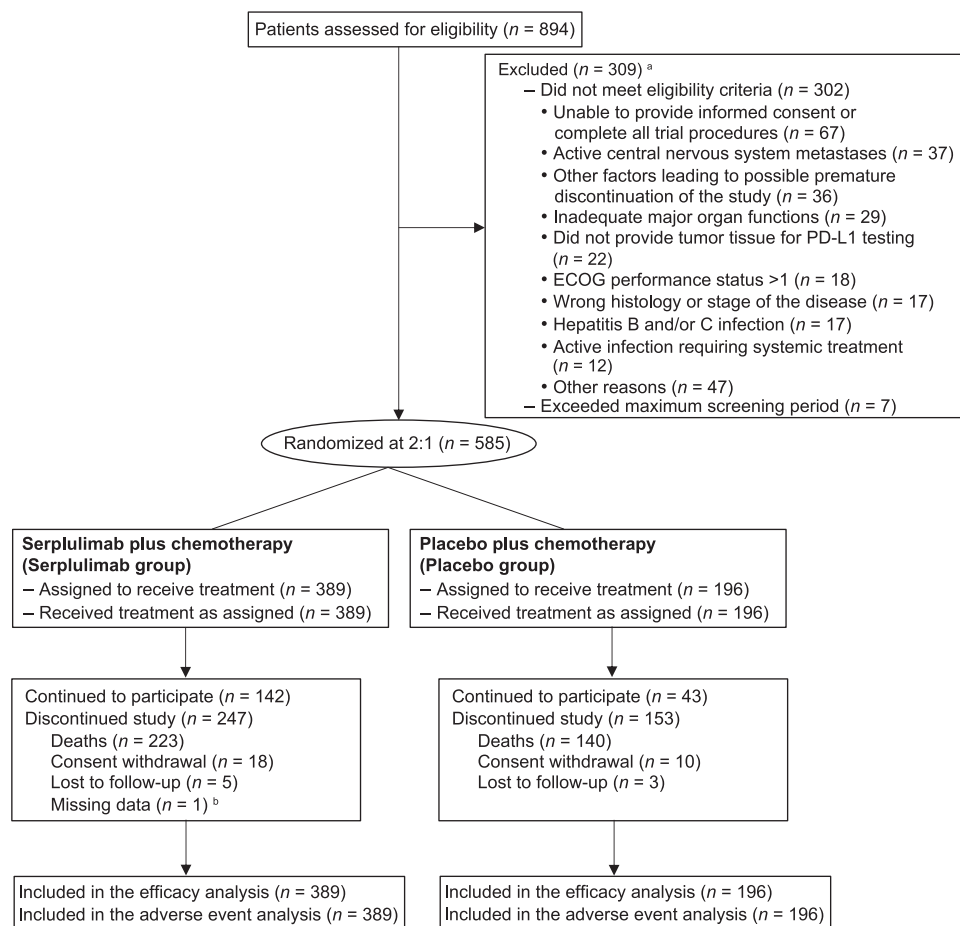 Patients assessed for eligibility (n = 894)
Excluded (n = 309) a
– Did not meet eligibility criteria (n = 302)
• Unable to provide informed consent or
complete all trial procedures (n = 67)
• Active central nervous system metastases (n = 37)
• Other factors leading to possible premature
discontinuation of the study (n = 36)
• Inadequate major organ functions (n = 29)
• Did not provide tumor tissue for PD-L1 testing
(n = 22)
• ECOG performance status >1 (n = 18)
• Wrong histology or stage of the disease (n = 17)
• Hepatitis B and/or C infection (n = 17)
• Active infection requiring systemic treatment
(n = 12)
• Other reasons (n = 47)
– Exceeded maximum screening period (n = 7)
Randomized at 2:1 (n = 585)
Serplulimab plus chemotherapy
(Serplulimab group)
– Assigned to receive treatment (n = 389)
– Received treatment as assigned (n = 389)
Placebo plus chemotherapy
(Placebo group)
– Assigned to receive treatment (n = 196)
– Received treatment as assigned (n = 196)
Continued to participate (n = 142)
Discontinued study (n = 247)
Deaths (n = 223)
Consent withdrawal (n = 18)
Lost to follow-up (n = 5)
Missing data (n = 1) b
Continued to participate (n = 43)
Discontinued study (n = 153)
Deaths (n = 140)
Consent withdrawal (n = 10)
Lost to follow-up (n = 3)
Included in the efficacy analysis (n = 389)
Included in the adverse event analysis (n = 389)
Included in the efficacy analysis (n = 196)
Included in the adverse event analysis (n = 196)